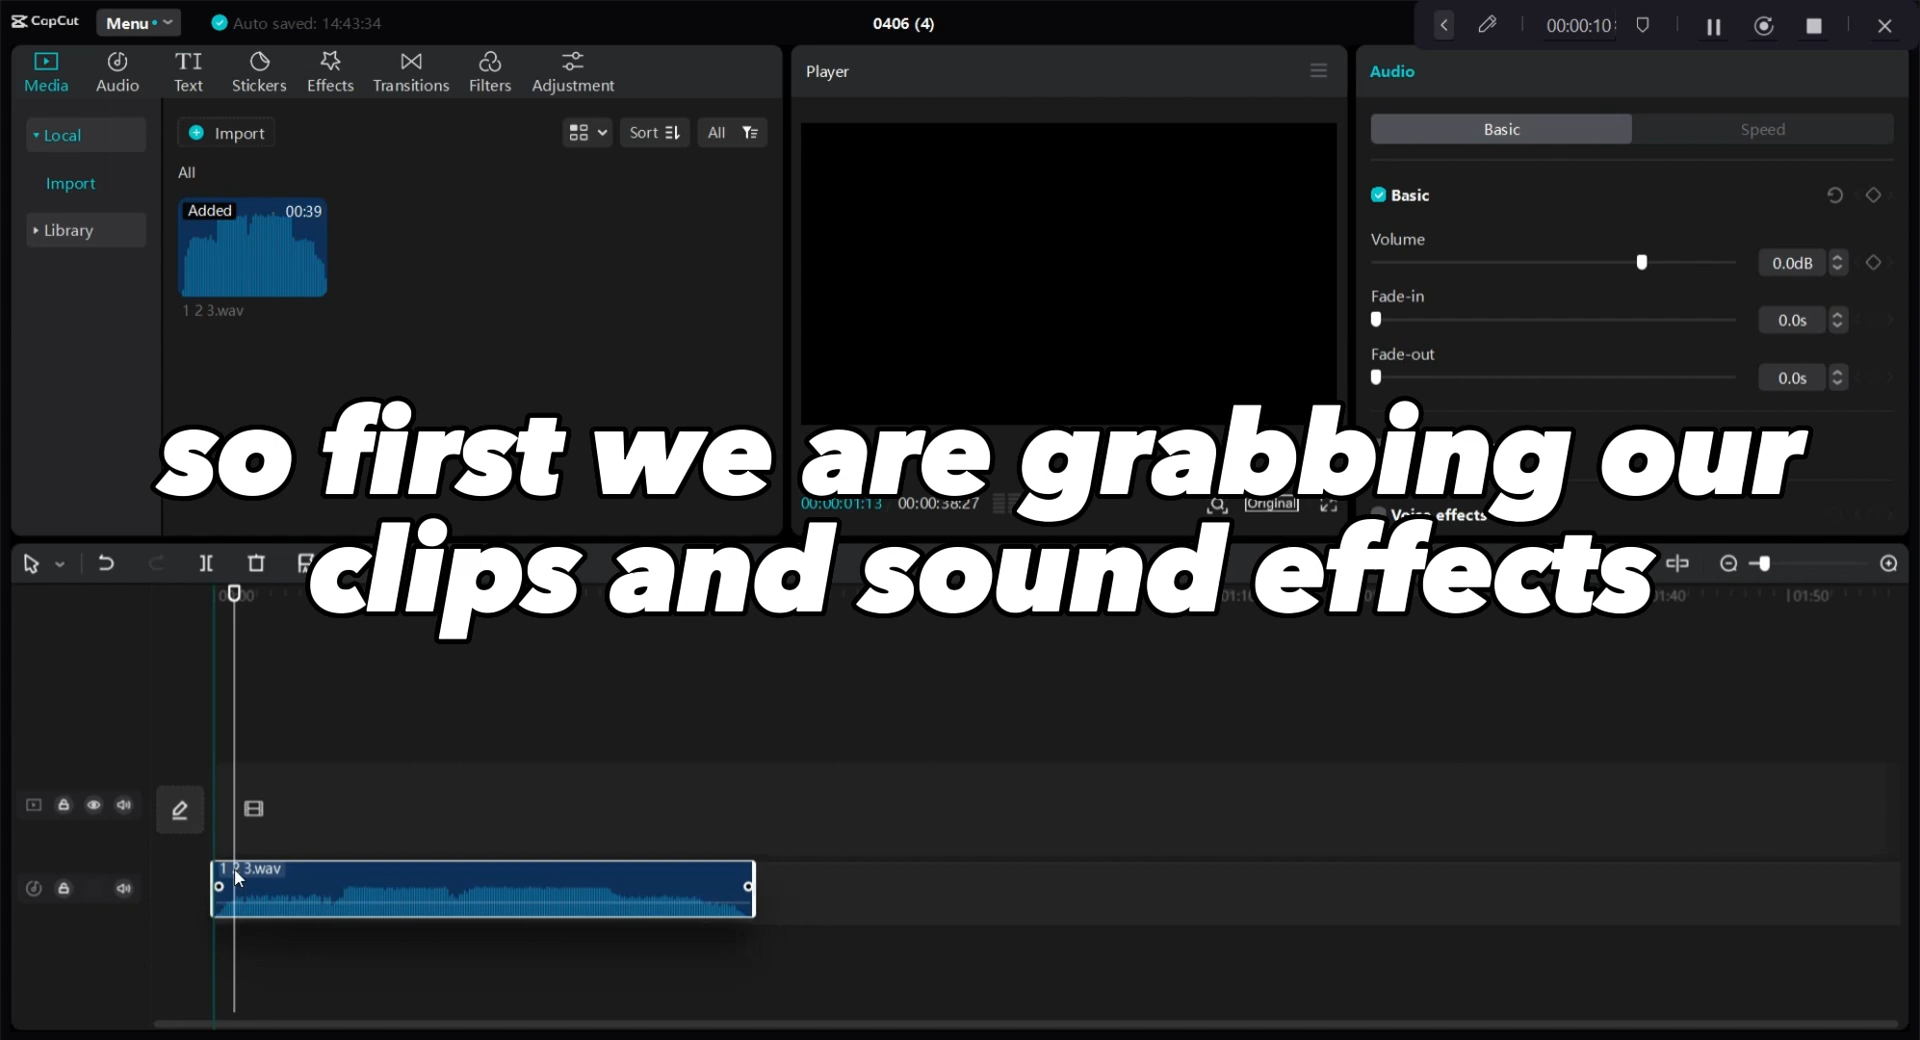 CapCut
Menu
Auto saved: 14:43:34
0406 (4)
00:00:10
Media
Audio
TI
Text
Stickers
Effects
Transitions
Filters
Adjustment
Player
Audio
Local
Import
Library
Import
Sort
All
All
Added
00:39
1 2 3.wav
Basic
Speed
Basic
Volume
0.0dB
Fade-in
0.0s
Fade-out
0.0s
so first we are grabbing our
clips and sound effects
00:00:01:13
00:00:38:27
Original
Voice effects
01:40
01:50
1 2 3.wav